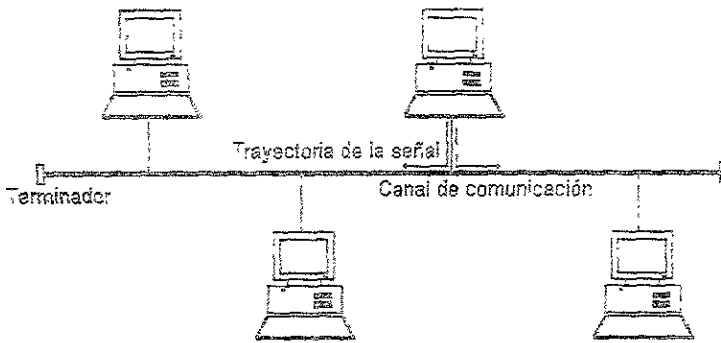 Trayectoria de la señal
Terminador
Canal de comunicación